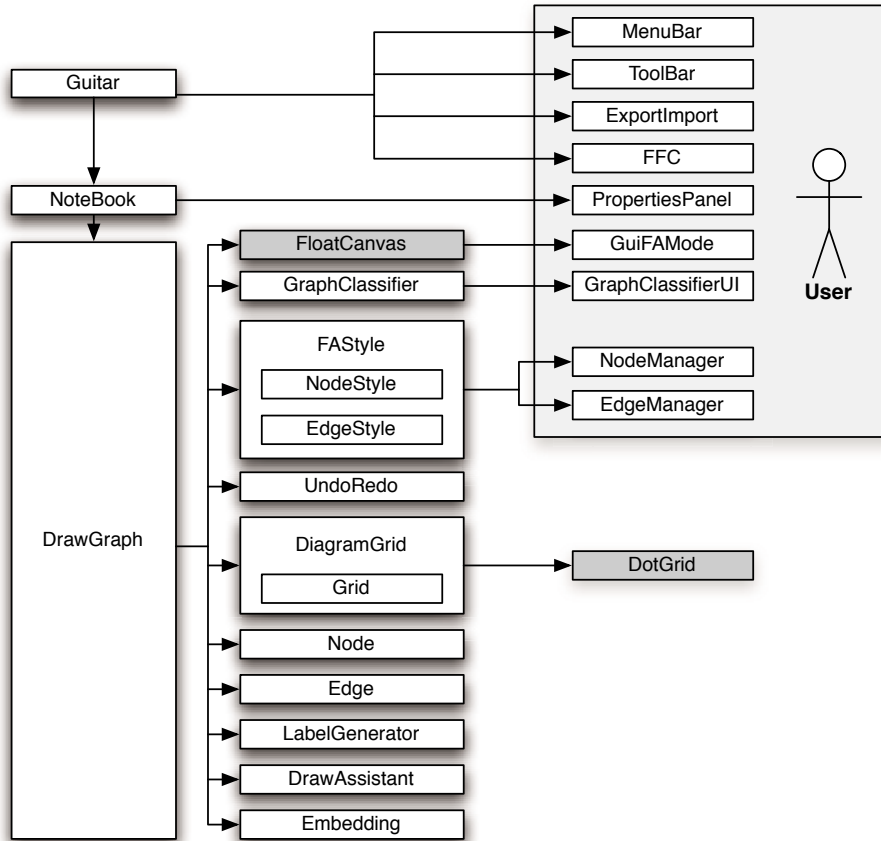 MenuBar
Guitar
ToolBar
ExportImport
FFC
NoteBook
PropertiesPanel
FloatCanvas
GuiFAMode
GraphClassifier
GraphClassifierUI
User
FAStyle
NodeStyle
EdgeStyle
NodeManager
EdgeManager
UndoRedo
DrawGraph
DiagramGrid
Grid
DotGrid
Node
Edge
LabelGenerator
DrawAssistant
Embedding